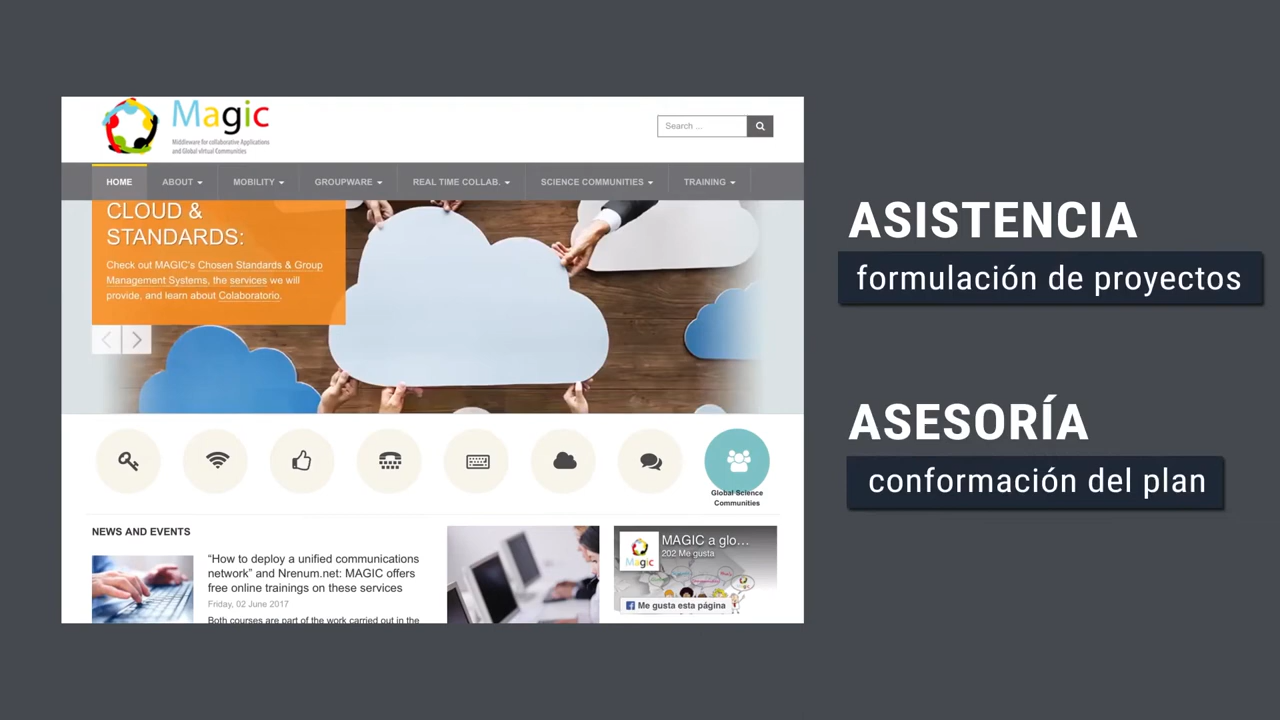 Magic
Middleware for collaborative Applications
and Global virtual Communities
Search ...
HOME
ABOUT
MOBILITY
GROUPWARE
REAL TIME COLLAB.
SCIENCE COMMUNITIES
TRAINING
CLOUD &
STANDARDS:
Check out MAGIC's Chosen Standards & Group
Management Systems, the services we will
provide, and learn about Colaboratorio.
Global Science
Communities
NEWS AND EVENTS
“How to deploy a unified communications
network” and Nrenum.net: MAGIC offers
free online trainings on these services
Friday, 02 June 2017
Both courses are part of the work carried out in the
MAGIC a glo...
202 Me gusta
Magic
Me gusta esta página
ASISTENCIA
formulación de proyectos
ASESORÍA
conformación del plan